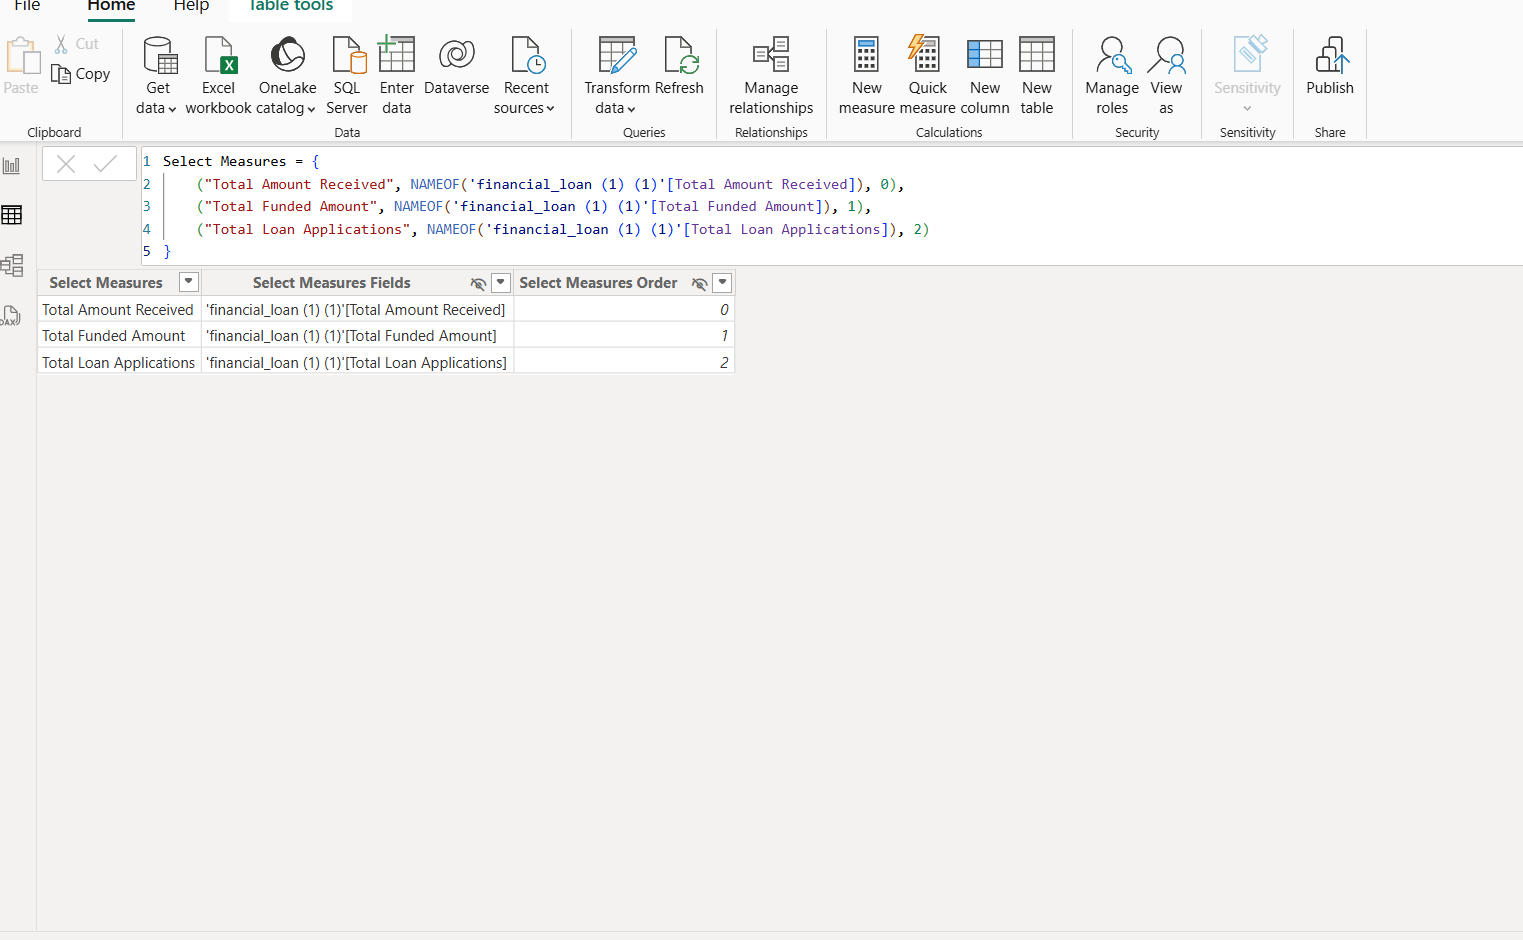 File Home Help Table tools
Paste Cut Copy
Get data Excel workbook OneLake catalog SQL Server Enter data Dataverse Recent sources Transform data Refresh Manage relationships New measure Quick measure New column New table Manage roles View as Sensitivity Publish
Clipboard Data Queries Relationships Calculations Security Sensitivity Share
1 Select Measures = {
2 ("Total Amount Received", NAMEOF('financial_loan (1) (1)'[Total Amount Received]), 0),
3 ("Total Funded Amount", NAMEOF('financial_loan (1) (1)'[Total Funded Amount]), 1),
4 ("Total Loan Applications", NAMEOF('financial_loan (1) (1)'[Total Loan Applications]), 2)
5 }
Select Measures Select Measures Fields Select Measures Order
Total Amount Received 'financial_loan (1) (1)'[Total Amount Received] 0
Total Funded Amount 'financial_loan (1) (1)'[Total Funded Amount] 1
Total Loan Applications 'financial_loan (1) (1)'[Total Loan Applications] 2
DAX